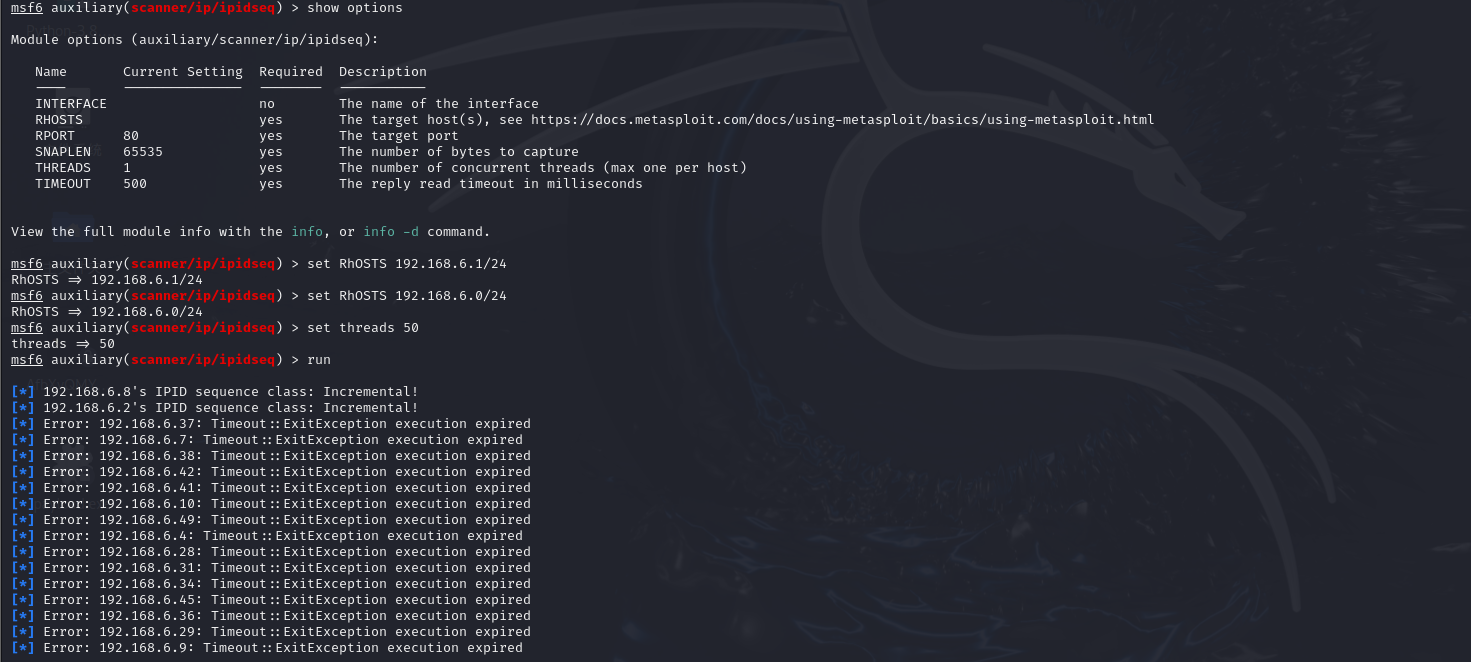 msf6 auxiliary(scanner/ip/ipidseq) > show options
Module options (auxiliary/scanner/ip/ipidseq):
Name Current Setting Required Description
INTERFACE no The name of the interface
RHOSTS yes The target host(s), see https://docs.metasploit.com/docs/using-metasploit/basics/using-metasploit.html
RPORT 80 yes The target port
SNAPLEN 65535 yes The number of bytes to capture
THREADS 1 yes The number of concurrent threads (max one per host)
TIMEOUT 500 yes The reply read timeout in milliseconds
View the full module info with the info, or info -d command.
msf6 auxiliary(scanner/ip/ipidseq) > set RhOSTS 192.168.6.1/24
RhOSTS ⇒ 192.168.6.1/24
msf6 auxiliary(scanner/ip/ipidseq) > set RhOSTS 192.168.6.0/24
RhOSTS ⇒ 192.168.6.0/24
msf6 auxiliary(scanner/ip/ipidseq) > set threads 50
threads ⇒ 50
msf6 auxiliary(scanner/ip/ipidseq) > run
[*] 192.168.6.8's IPID sequence class: Incremental!
[*] 192.168.6.2's IPID sequence class: Incremental!
[*] Error: 192.168.6.37: Timeout::ExitException execution expired
[*] Error: 192.168.6.7: Timeout::ExitException execution expired
[*] Error: 192.168.6.38: Timeout::ExitException execution expired
[*] Error: 192.168.6.42: Timeout::ExitException execution expired
[*] Error: 192.168.6.41: Timeout::ExitException execution expired
[*] Error: 192.168.6.10: Timeout::ExitException execution expired
[*] Error: 192.168.6.49: Timeout::ExitException execution expired
[*] Error: 192.168.6.4: Timeout::ExitException execution expired
[*] Error: 192.168.6.28: Timeout::ExitException execution expired
[*] Error: 192.168.6.31: Timeout::ExitException execution expired
[*] Error: 192.168.6.34: Timeout::ExitException execution expired
[*] Error: 192.168.6.45: Timeout::ExitException execution expired
[*] Error: 192.168.6.36: Timeout::ExitException execution expired
[*] Error: 192.168.6.29: Timeout::ExitException execution expired
[*] Error: 192.168.6.9: Timeout::ExitException execution expired